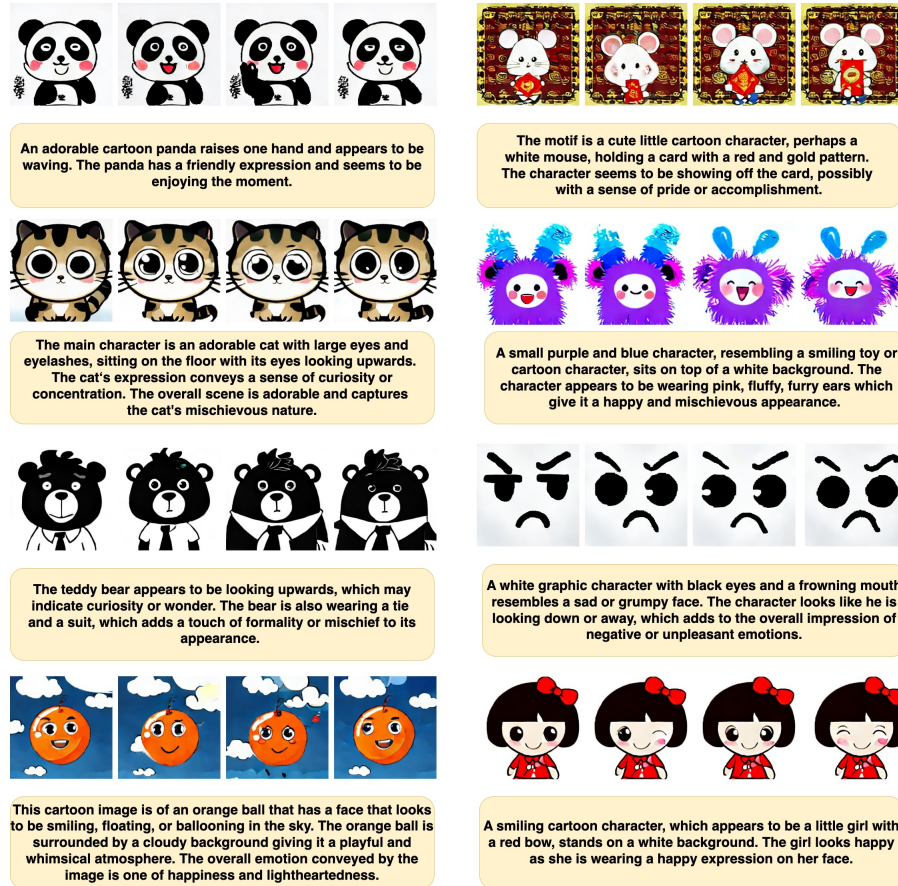 An adorable cartoon panda raises one hand and appears to be
waving. The panda has a friendly expression and seems to be
enjoying the moment.
The motif is a cute little cartoon character, perhaps a
white mouse, holding a card with a red and gold pattern.
The character seems to be showing off the card, possibly
with a sense of pride or accomplishment.
The main character is an adorable cat with large eyes and
eyelashes, sitting on the floor with its eyes looking upwards.
The cat‘s expression conveys a sense of curiosity or
concentration. The overall scene is adorable and captures
the cat's mischievous nature.
A small purple and blue character, resembling a smiling toy or
cartoon character, sits on top of a white background. The
character appears to be wearing pink, fluffy, furry ears which
give it a happy and mischievous appearance.
The teddy bear appears to be looking upwards, which may
indicate curiosity or wonder. The bear is also wearing a tie
and a suit, which adds a touch of formality or mischief to its
appearance.
A white graphic character with black eyes and a frowning mouth
resembles a sad or grumpy face. The character looks like he is
looking down or away, which adds to the overall impression of
negative or unpleasant emotions.
This cartoon image is of an orange ball that has a face that looks
to be smiling, floating, or ballooning in the sky. The orange ball is
surrounded by a cloudy background giving it a playful and
whimsical atmosphere. The overall emotion conveyed by the
image is one of happiness and lightheartedness.
A smiling cartoon character, which appears to be a little girl with
a red bow, stands on a white background. The girl looks happy
as she is wearing a happy expression on her face.